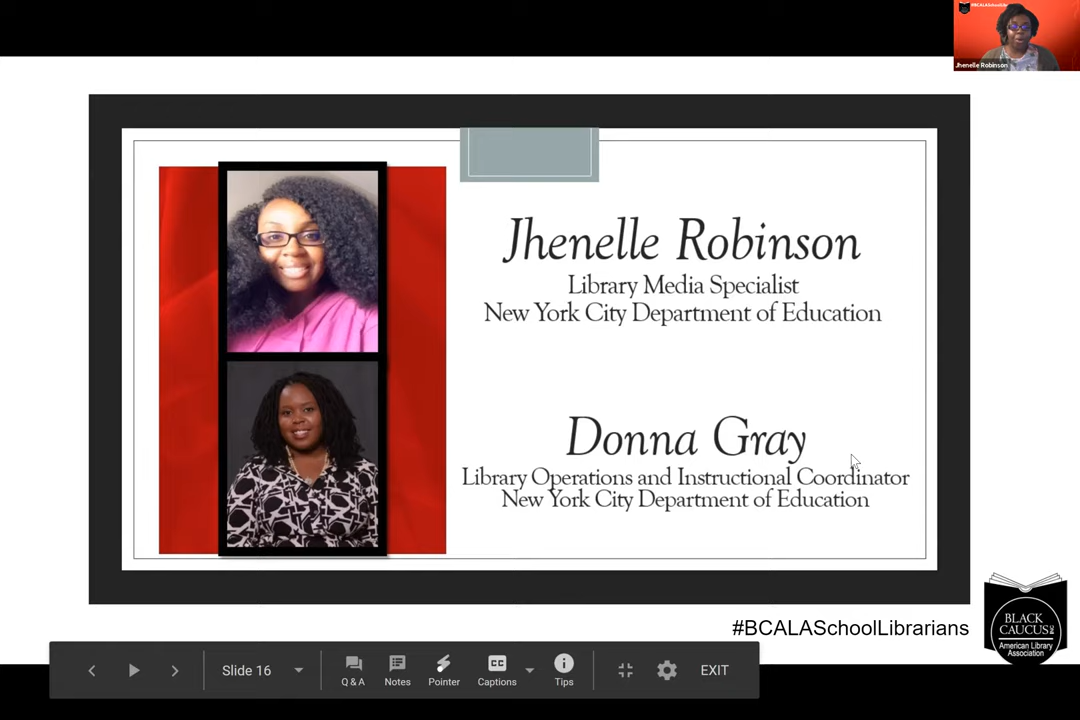 #BCALASchoolLibra
Jhenelle Robinson
Jhenelle Robinson
Library Media Specialist
New York City Department of Education
Donna Gray
Library Operations and Instructional Coordinator
New York City Department of Education
#BCALASchoolLibrarians
BLACK
CAUCUS
American Library
Association
Slide 16
Q & A
Notes
Pointer
CC
Captions
Tips
EXIT